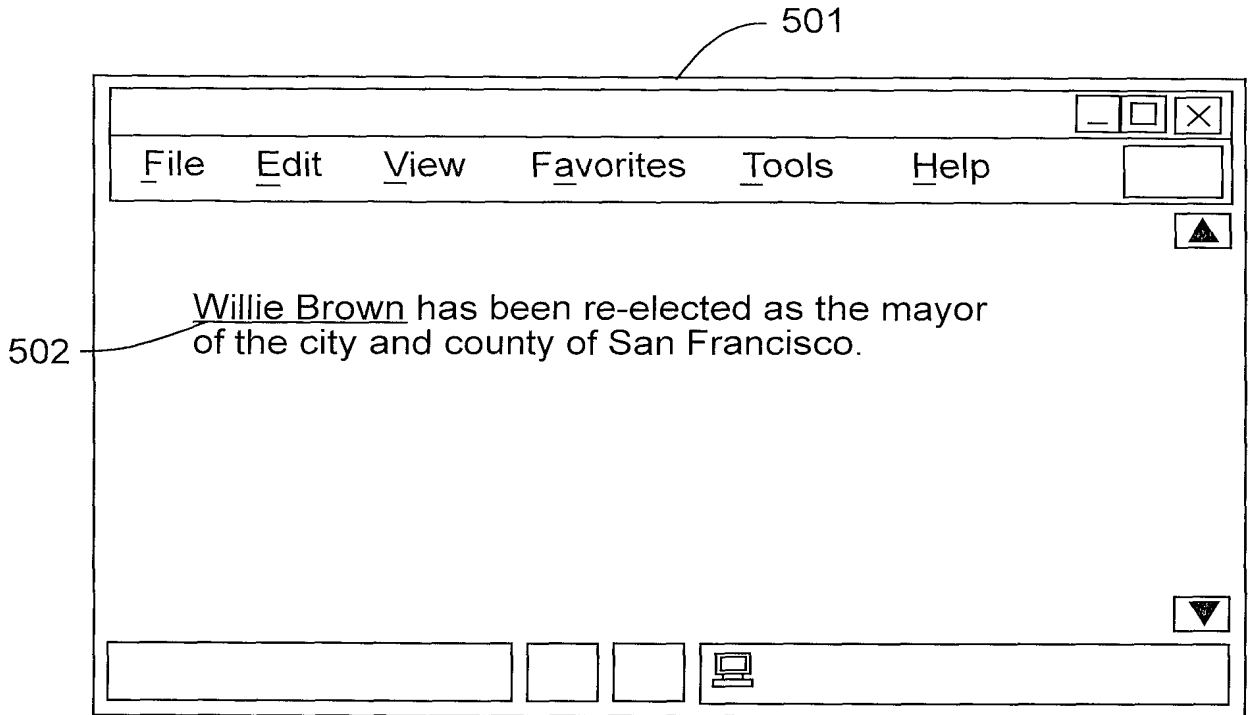 501
File Edit View Favorites Tools Help
Willie Brown has been re-elected as the mayor
502
of the city and county of San Francisco.